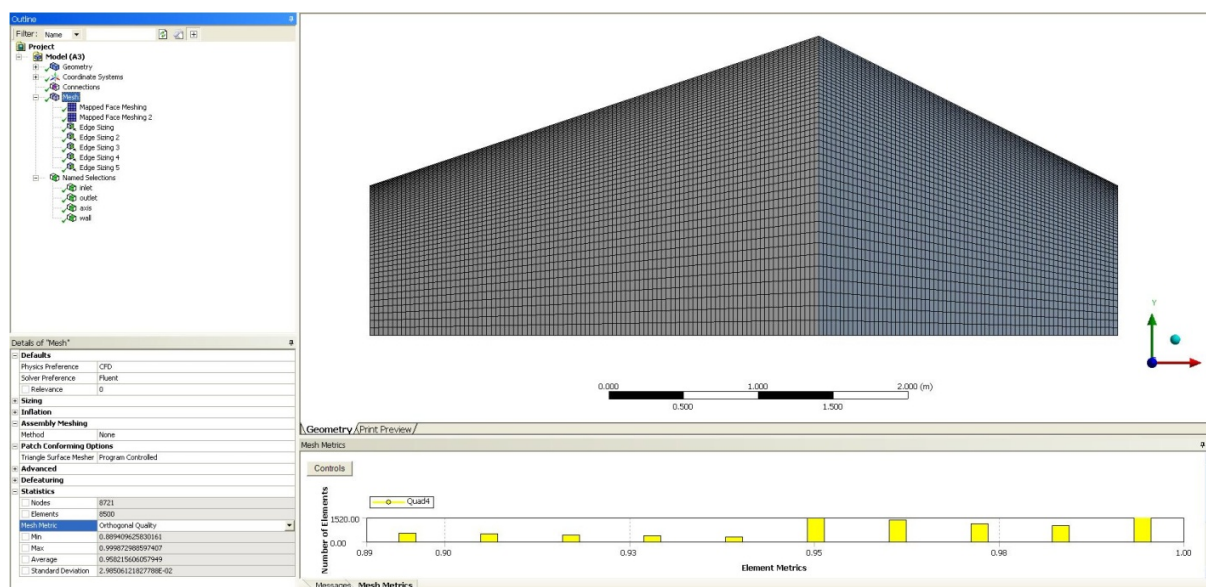 Outline
Filter: Name
Project
Model (A3)
Geometry
Coordinate Systems
Connections
Mesh
Mapped Face Meshing
Mapped Face Meshing 2
Edge Sizing
Edge Sizing 2
Edge Sizing 3
Edge Sizing 4
Edge Sizing 5
Named Selections
inlet
outlet
axis
wall
Details of "Mesh"
Defaults
Physics Preference CFD
Solver Preference Fluent
Relevance 0
Sizing
Inflation
Assembly Meshing
Method None
Patch Conforming Options
Triangle Surface Mesher Program Controlled
Advanced
Defeaturing
Statistics
Nodes 8721
Elements 8500
Mesh Metric Orthogonal Quality
Min 0.889409625830161
Max 0.999872988597407
Average 0.958215606057949
Standard Deviation 2.98506121827788E-02
Y
0.000 1.000 2.000 (m)
0.500 1.500
Geometry Print Preview
Mesh Metrics
Controls
Quad4
Number of Elements
1520.00
0.00
0.89 0.90 0.93 0.95 0.98 1.00
Element Metrics
Messages Mesh Metrics